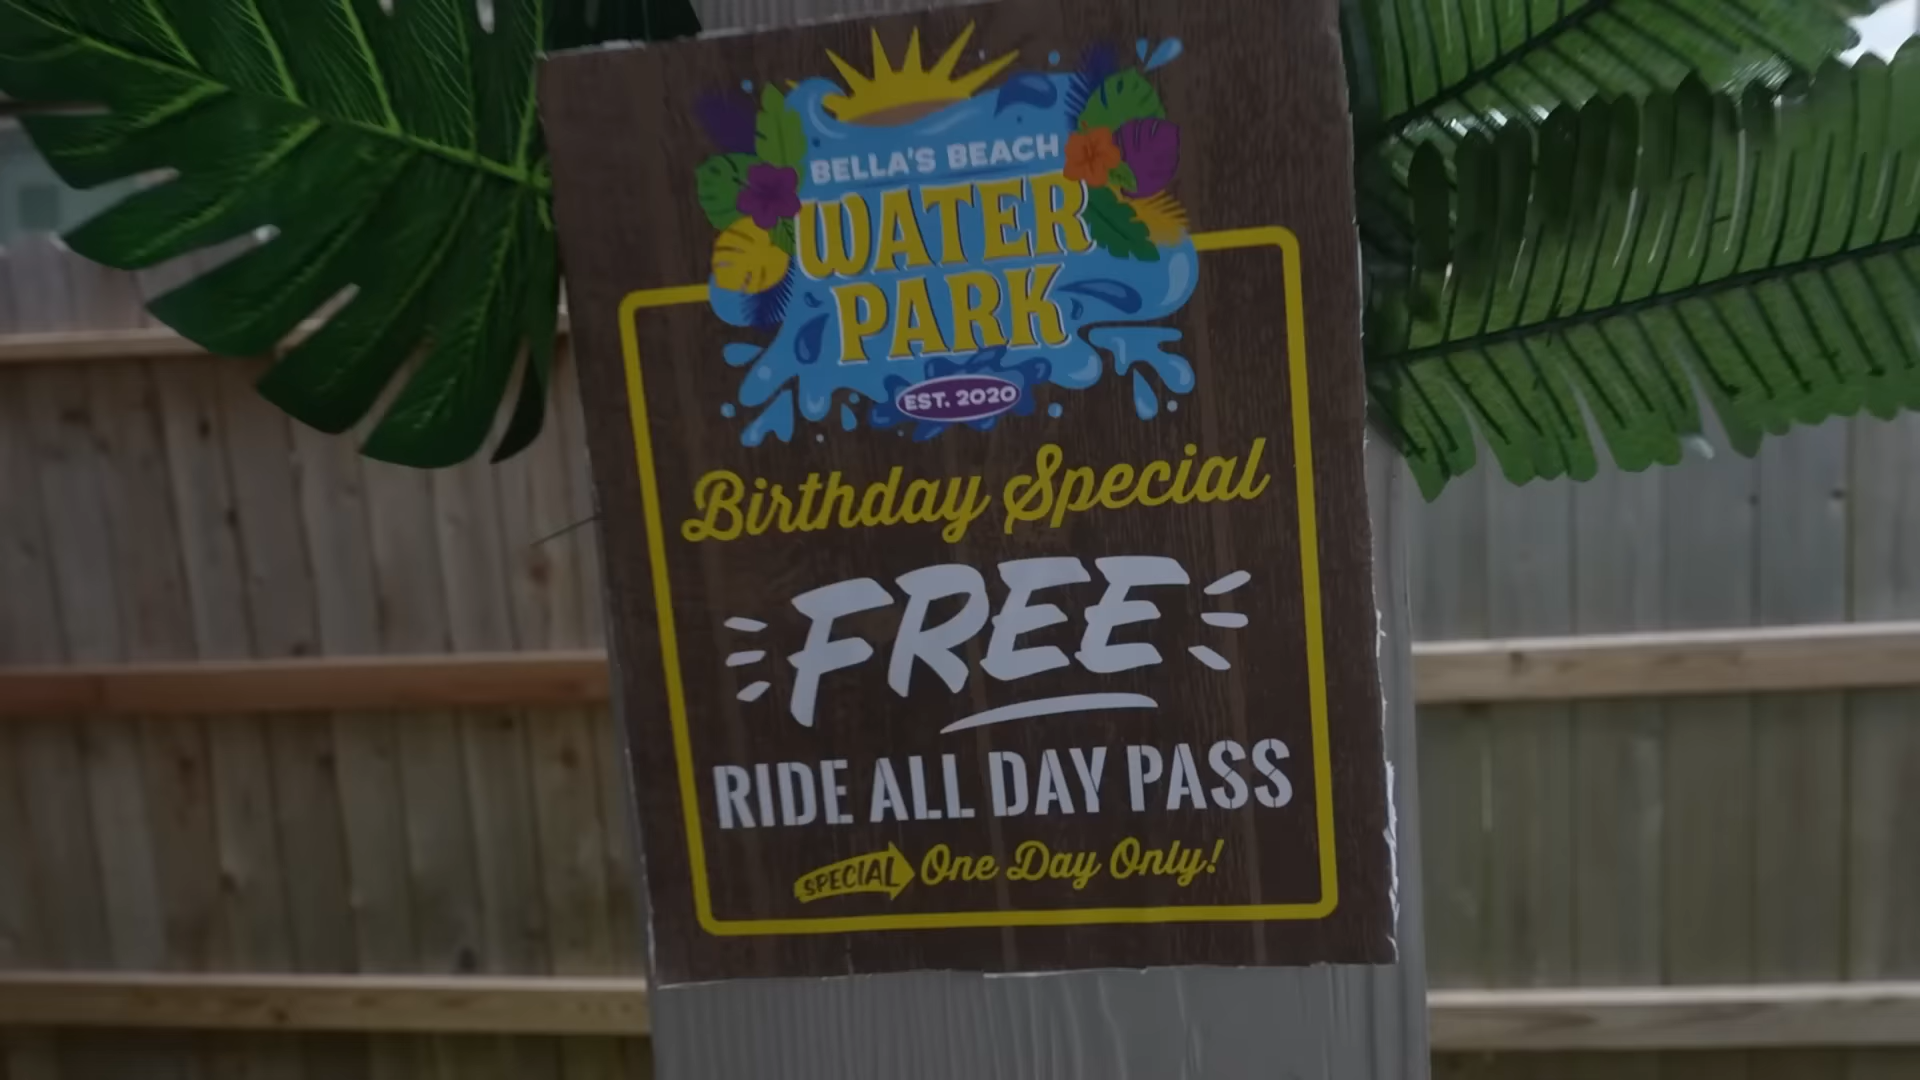 BELLA'S BEACH
WATER
PARK
EST. 2020
Birthday Special
FREE
RIDE ALL DAY PASS
SPECIAL One Day Only!